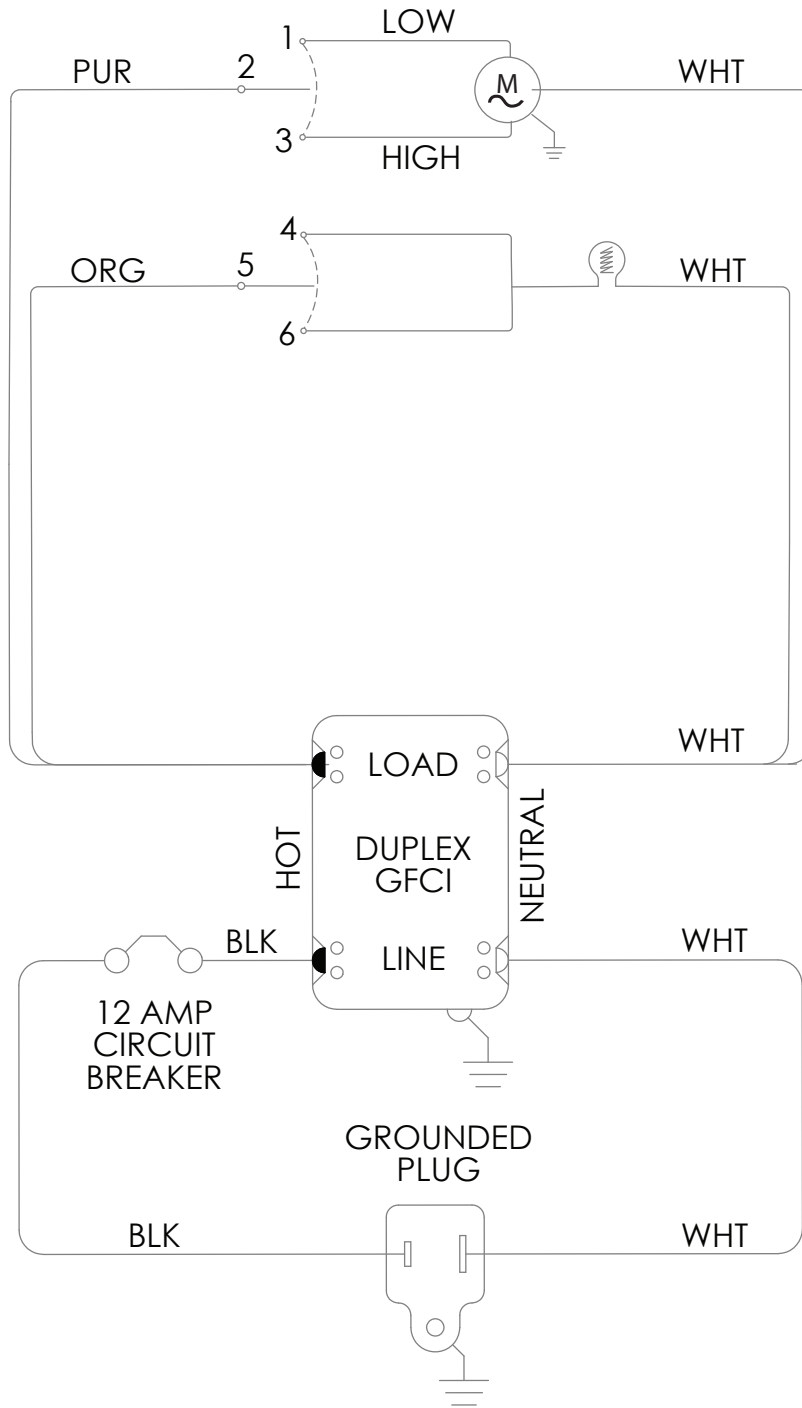 1 LOW
PUR 2 M WHT
3 HIGH
4
ORG 5 WHT
6
LOAD WHT
HOT
DUPLEX
GFCI
NEUTRAL
BLK LINE WHT
12 AMP
CIRCUIT
BREAKER
GROUNDED
PLUG
BLK WHT